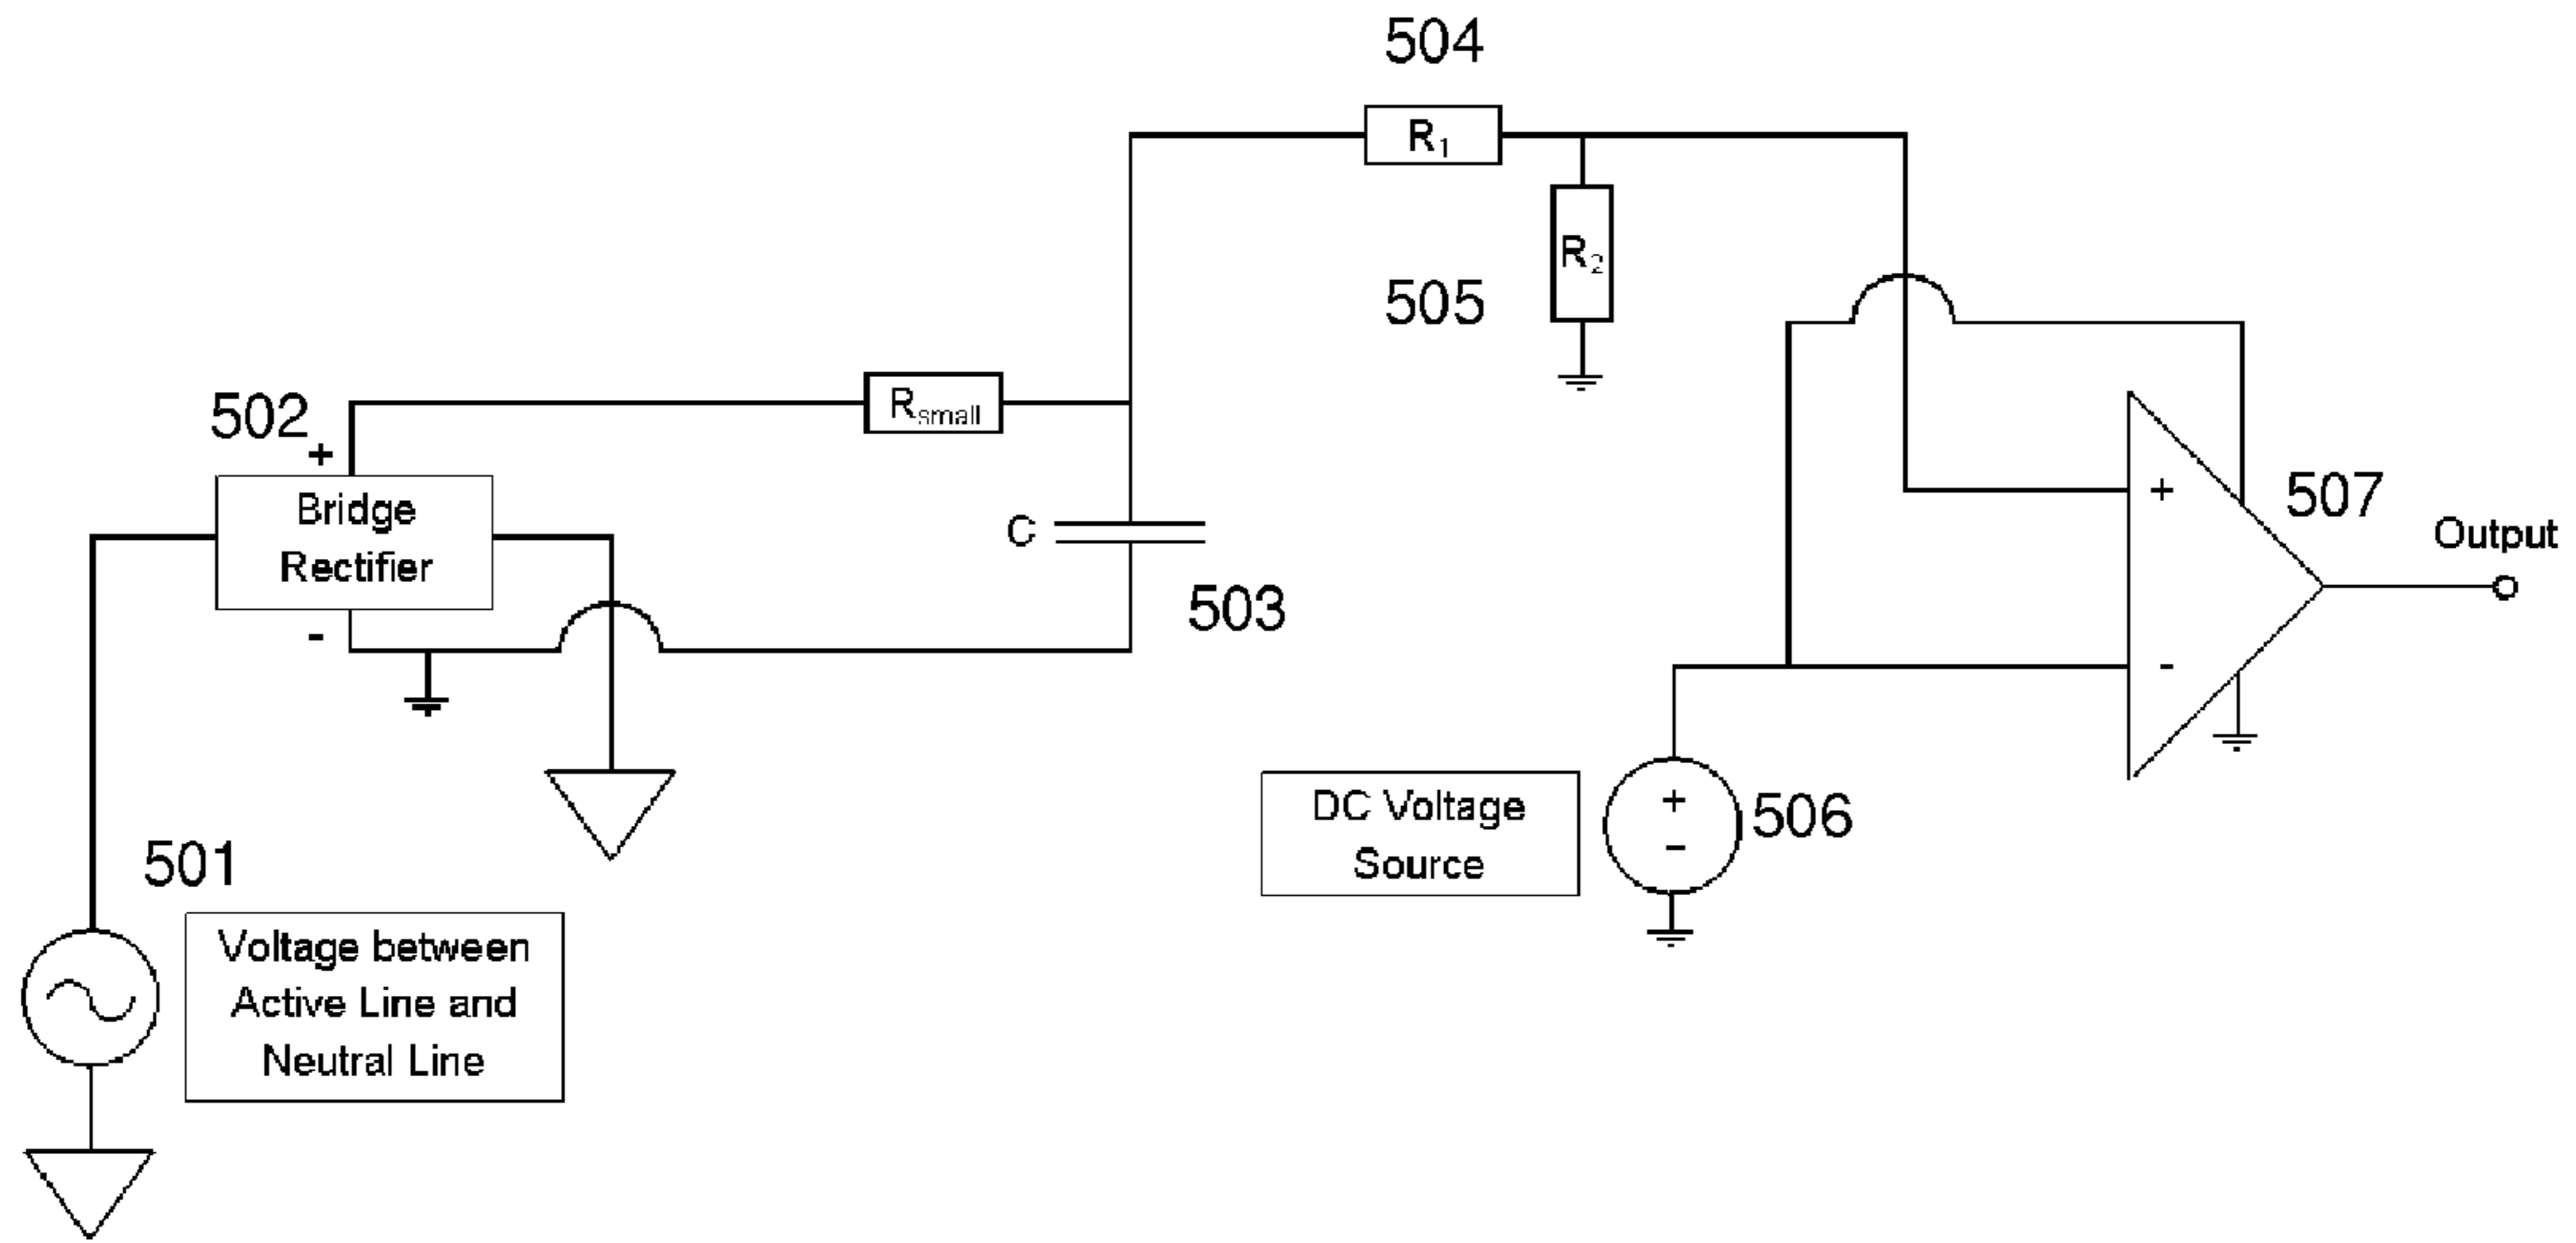 504
R₁
R₂
505
502
+
R_small
Bridge
Rectifier
-
C
503
+
507
Output
-
DC Voltage
Source
+
-
506
501
Voltage between
Active Line and
Neutral Line